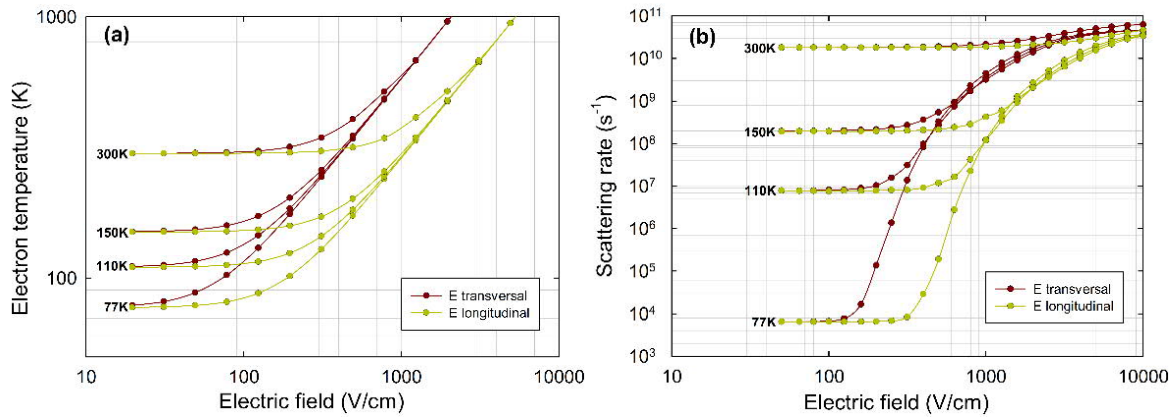 (a)
Electron temperature (K)
1000
100
300K
150K
110K
77K
E transversal
E longitudinal
10 100 1000 10000
Electric field (V/cm)
(b)
Scattering rate (s⁻¹)
10¹¹
10¹⁰
10⁹
10⁸
10⁷
10⁶
10⁵
10⁴
10³
300K
150K
110K
77K
E transversal
E longitudinal
10 100 1000 10000
Electric field (V/cm)